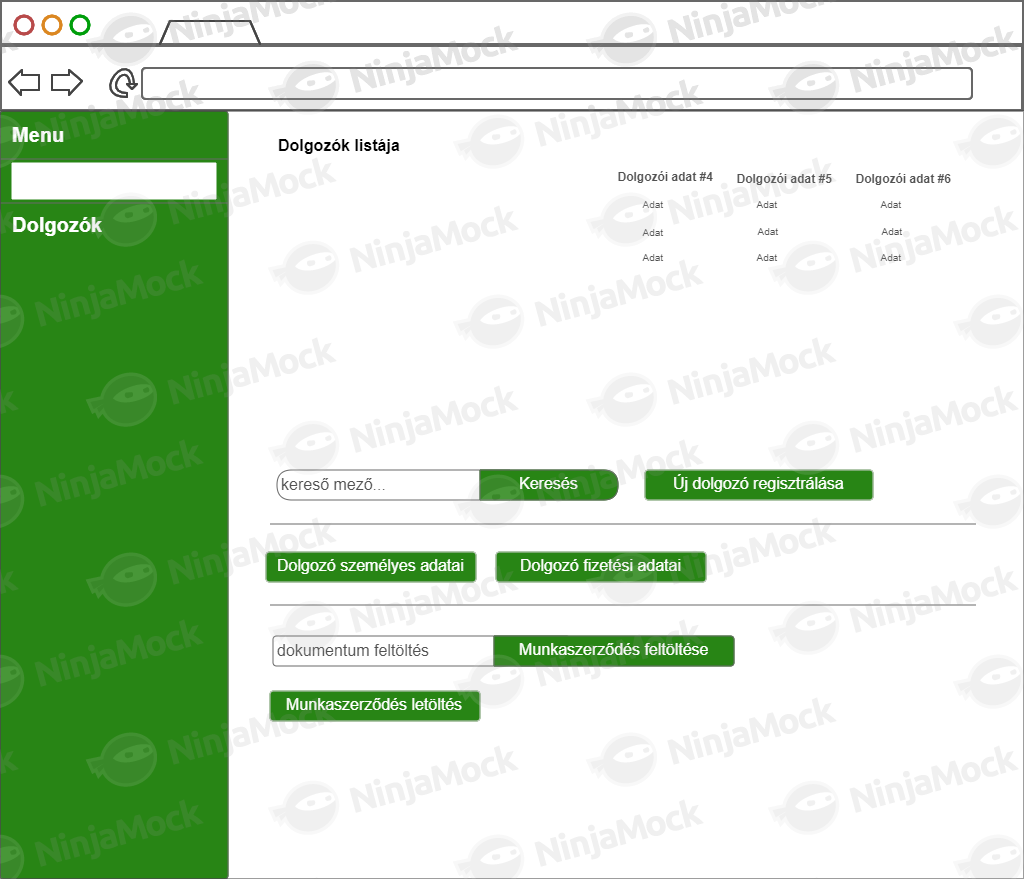 Menu
Dolgozók
Dolgozók listája
Dolgozói adat #4 Dolgozói adat #5 Dolgozói adat #6
Adat Adat Adat
Adat Adat Adat
Adat Adat Adat
kereső mező... Keresés Új dolgozó regisztrálása
Dolgozó személyes adatai Dolgozó fizetési adatai
dokumentum feltöltés Munkaszerződés feltöltése
Munkaszerződés letöltés
NinjaMock